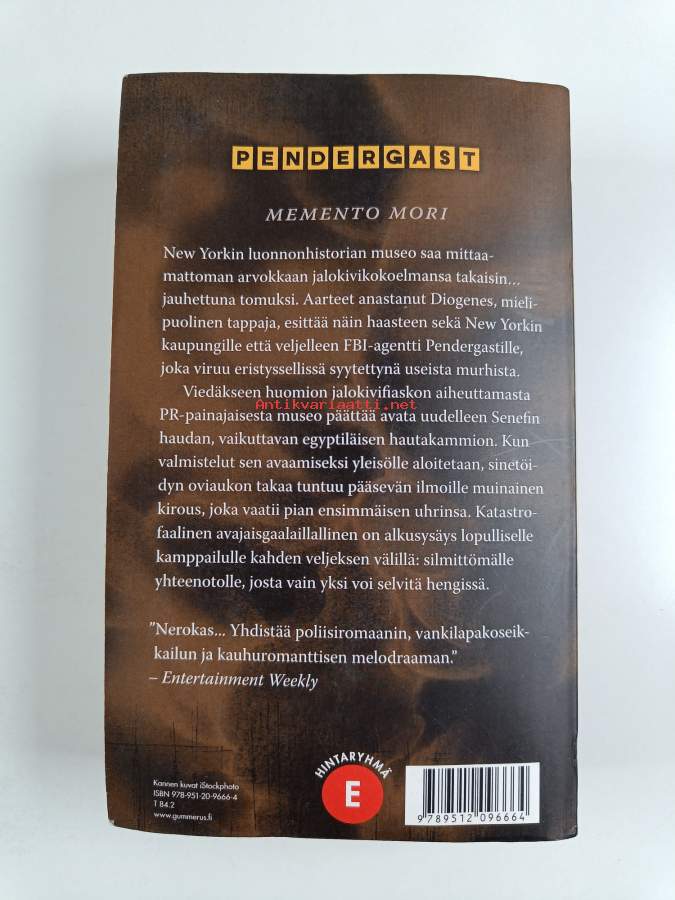 PENDERGAST
MEMENTO MORI
New Yorkin luonnonhistorian museo saa mittaa-
mattoman arvokkaan jalokivikokoelmansa takaisin...
jauhettuna tomuksi. Aarteet anastanut Diogenes, mieli-
puolinen tappaja, esittää näin haasteen sekä New Yorkin
kaupungille että veljelleen FBI-agentti Pendergastille,
joka viruu eristyssellissä syytettynä useista murhista.
Viedäkseen huomion jalokivifiaskon aiheuttamasta
Antikvariaatti.net
PR-painajaisesta museo päättää avata uudelleen Senefin
haudan, vaikuttavan egyptiläisen hautakammion. Kun
valmistelut sen avaamiseksi yleisölle aloitetaan, sinetöi-
dyn oviaukon takaa tuntuu pääsevän ilmoille muinainen
kirous, joka vaatii pian ensimmäisen uhrinsa. Katastro-
faalinen avajaisgaalaillallinen on alkusysäys lopulliselle
kamppailulle kahden veljeksen välillä: silmittömälle
yhteenotolle, josta vain yksi voi selvitä hengissä.
"Nerokas... Yhdistää poliisiromaanin, vankilapakoseik-
kailun ja kauhuromanttisen melodraaman."
– Entertainment Weekly
HINTARYHMÄ
E
Kannen kuvat iStockphoto
ISBN 978-951-20-9666-4
T 84.2
www.gummerus.fi
9 789512 096664